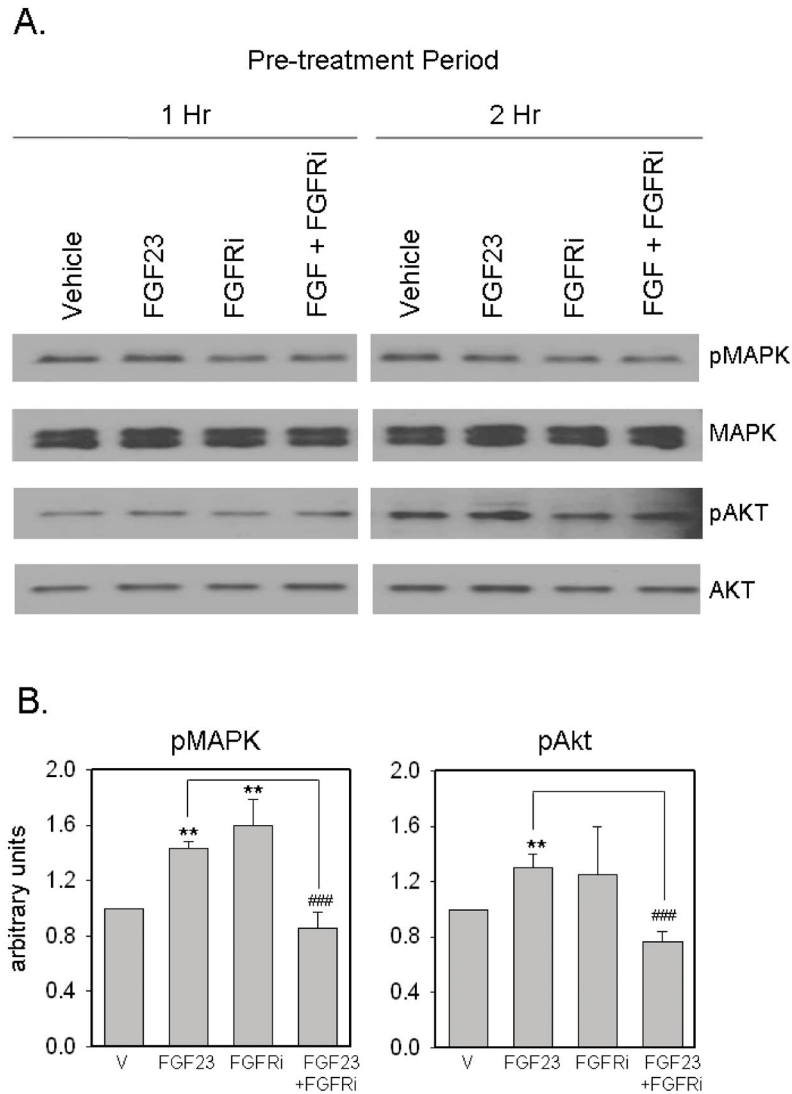 A.
Pre-treatment Period
1 Hr 2 Hr
Vehicle FGF23 FGFRi FGF + FGFRi Vehicle FGF23 FGFRi FGF + FGFRi
pMAPK
MAPK
pAKT
AKT
B.
pMAPK pAkt
arbitrary units
2.0 2.0
1.6 1.6
1.2 1.2
0.8 0.8
0.4 0.4
0.0 0.0
** ** ### ** ###
V FGF23 FGFRi FGF23 V FGF23 FGFRi FGF23
+FGFRi +FGFRi